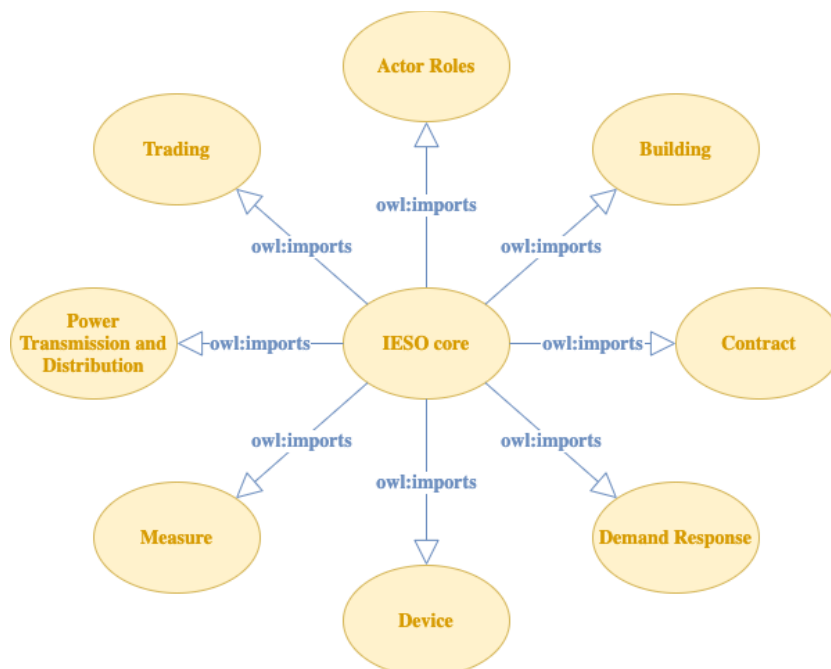 Actor Roles
Trading
Building
owl:imports
owl:imports
owl:imports
Power
Transmission and
Distribution
owl:imports
IESO core
owl:imports
Contract
owl:imports
owl:imports
owl:imports
Measure
Demand Response
Device